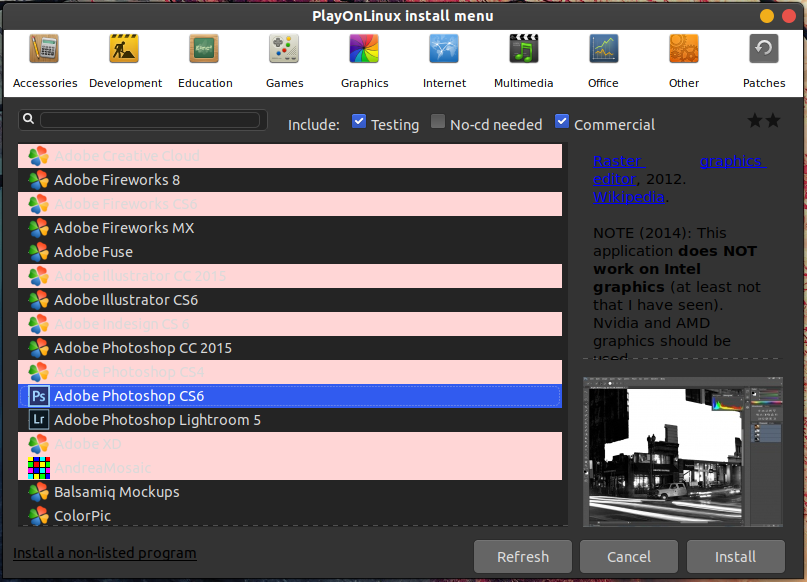 PlayOnLinux install menu
Accessories Development Education Games Graphics Internet Multimedia Office Other Patches
Include: Testing No-cd needed Commercial
Adobe Creative Cloud
Adobe Fireworks 8
Adobe Fireworks CS6
Adobe Fireworks MX
Adobe Fuse
Adobe Illusstrator CC 2015
Adobe Illustrator CS6
Adobe Indesign CS 6
Adobe Photoshop CC 2015
Adobe Photoshop CS4
Ps Adobe Photoshop CS6
Lr Adobe Photoshop Lightroom 5
Adobe XD
AndreaMosaic
Balsamiq Mockups
ColorPic
Raster graphics
editor, 2012.
Wikipedia.
NOTE (2014): This
application does NOT
work on Intel
graphics (at least not
that I have seen).
Nvidia and AMD
graphics should be
used
Install a non-listed program
Refresh Cancel Install